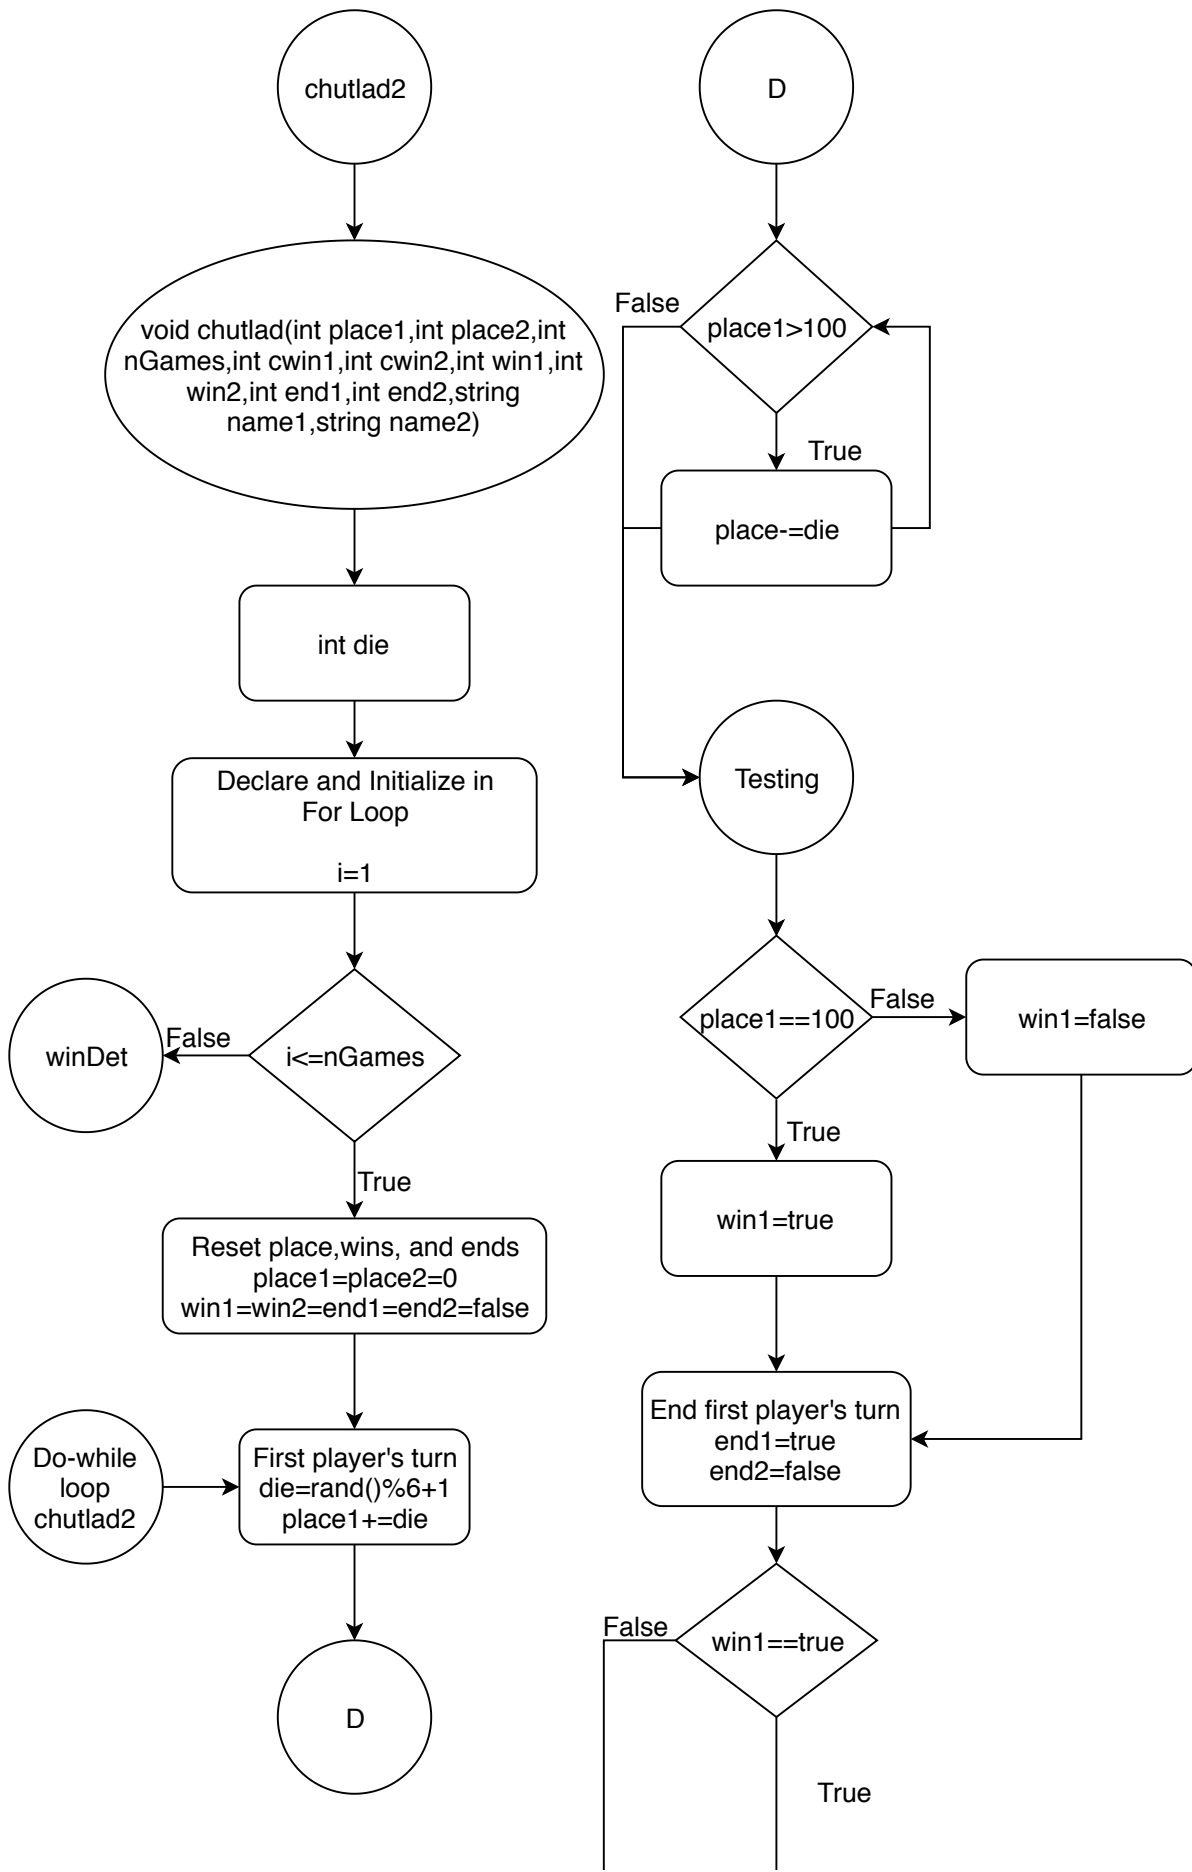 chutlad2
void chutlad(int place1,int place2,int
nGames,int cwin1,int cwin2,int win1,int
win2,int end1,int end2,string
name1,string name2)
int die
Declare and Initialize in
For Loop
i=1
i<=nGames
False
winDet
True
Reset place,wins, and ends
place1=place2=0
win1=win2=end1=end2=false
Do-while
loop
chutlad2
First player's turn
die=rand()%6+1
place1+=die
D
D
place1>100
False
True
place-=die
Testing
place1==100
False
win1=false
True
win1=true
End first player's turn
end1=true
end2=false
win1==true
False
True